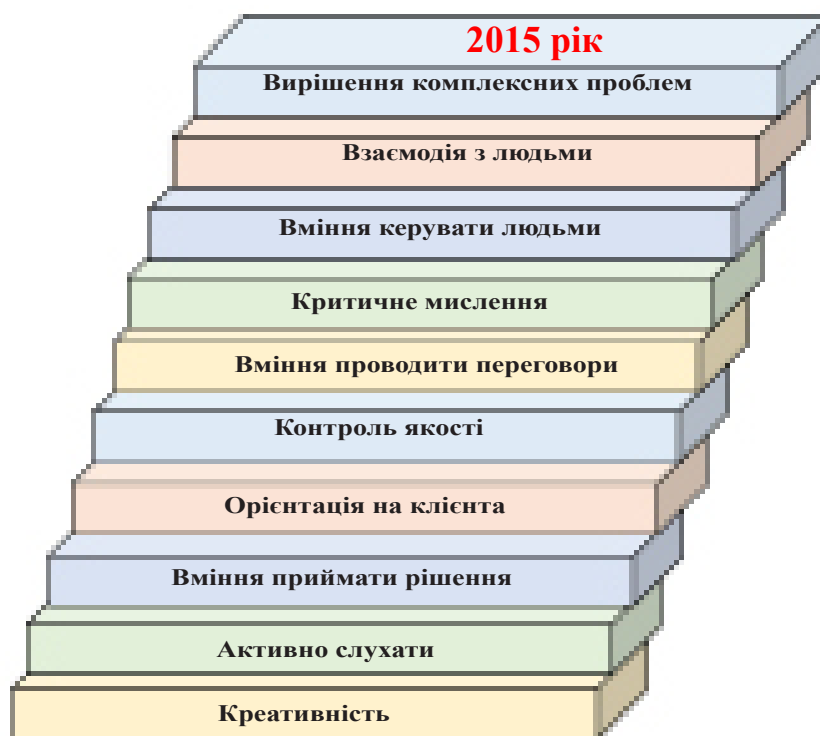 2015 рік
Вирішення комплексних проблем
Взаємодія з людьми
Вміння керувати людьми
Критичне мислення
Вміння проводити переговори
Контроль якості
Орієнтація на клієнта
Вміння приймати рішення
Активно слухати
Креативність